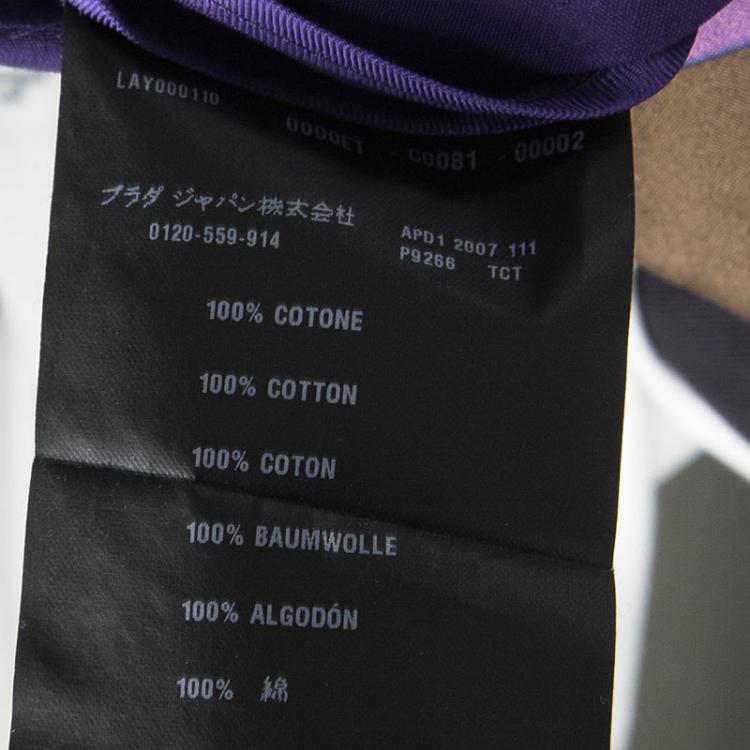 LAY000110
0000ET - C0081 - 00002
プラダ ジャパン株式会社
0120-559-914
APD1 2007 111
P9266 TCT
100% COTONE
100% COTTON
100% COTON
100% BAUMWOLLE
100% ALGODÓN
100% 綿